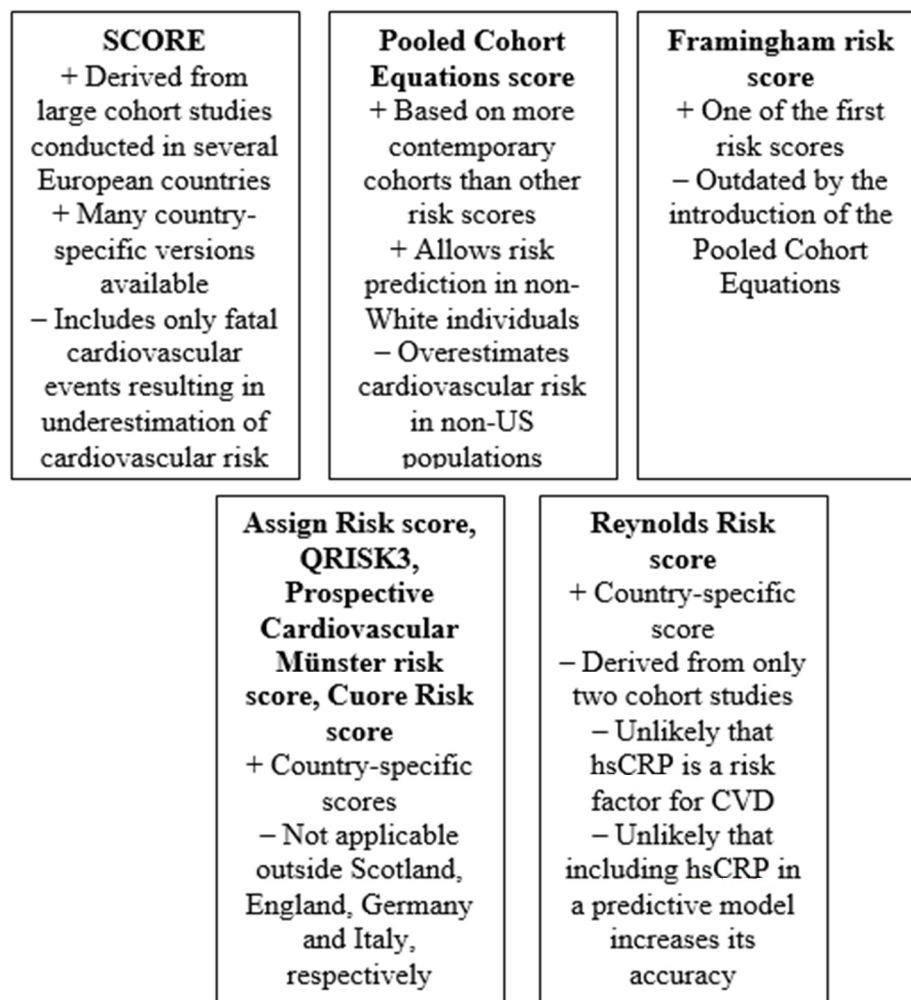 SCORE
+ Derived from
large cohort studies
conducted in several
European countries
+ Many country-
specific versions
available
– Includes only fatal
cardiovascular
events resulting in
underestimation of
cardiovascular risk
Pooled Cohort
Equations score
+ Based on more
contemporary
cohorts than other
risk scores
+ Allows risk
prediction in non-
White individuals
– Overestimates
cardiovascular risk
in non-US
populations
Framingham risk
score
+ One of the first
risk scores
– Outdated by the
introduction of the
Pooled Cohort
Equations
Assign Risk score,
QRISK3,
Prospective
Cardiovascular
Münster risk
score, Cuore Risk
score
+ Country-specific
scores
– Not applicable
outside Scotland,
England, Germany
and Italy,
respectively
Reynolds Risk
score
+ Country-specific
score
– Derived from only
two cohort studies
– Unlikely that
hsCRP is a risk
factor for CVD
– Unlikely that
including hsCRP in
a predictive model
increases its
accuracy